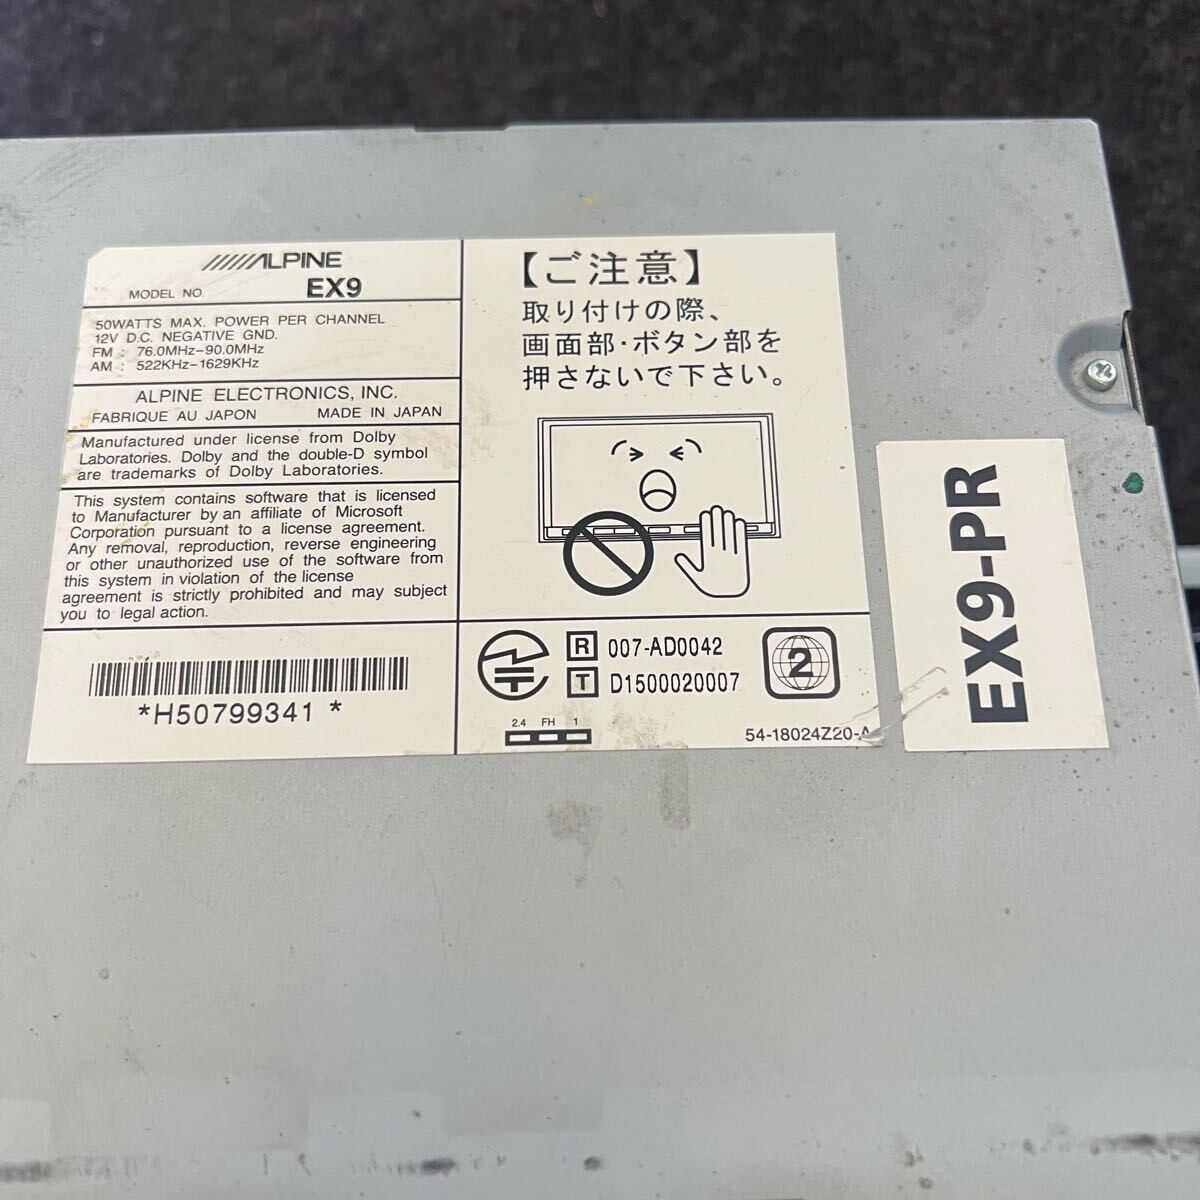 ALPINE
MODEL NO. EX9
50WATTS MAX. POWER PER CHANNEL
12V D.C. NEGATIVE GND.
FM : 76.0MHz-90.0MHz
AM : 522KHz-1629KHz
ALPINE ELECTRONICS, INC.
FABRIQUE AU JAPON MADE IN JAPAN
Manufactured under license from Dolby
Laboratories. Dolby and the double-D symbol
are trademarks of Dolby Laboratories.
This system contains software that is licensed
to Manufacturer by an affiliate of Microsoft
Corporation pursuant to a license agreement.
Any removal, reproduction, reverse engineering
or other unauthorized use of the software from
this system in violation of the license
agreement is strictly prohibited and may subject
you to legal action.
*H50799341*
【ご注意】
取り付けの際、
画面部・ボタン部を
押さないで下さい。
R 007-AD0042
T D1500020007
2
2.4 FH 1
54-18024Z20-A
EX9-PR